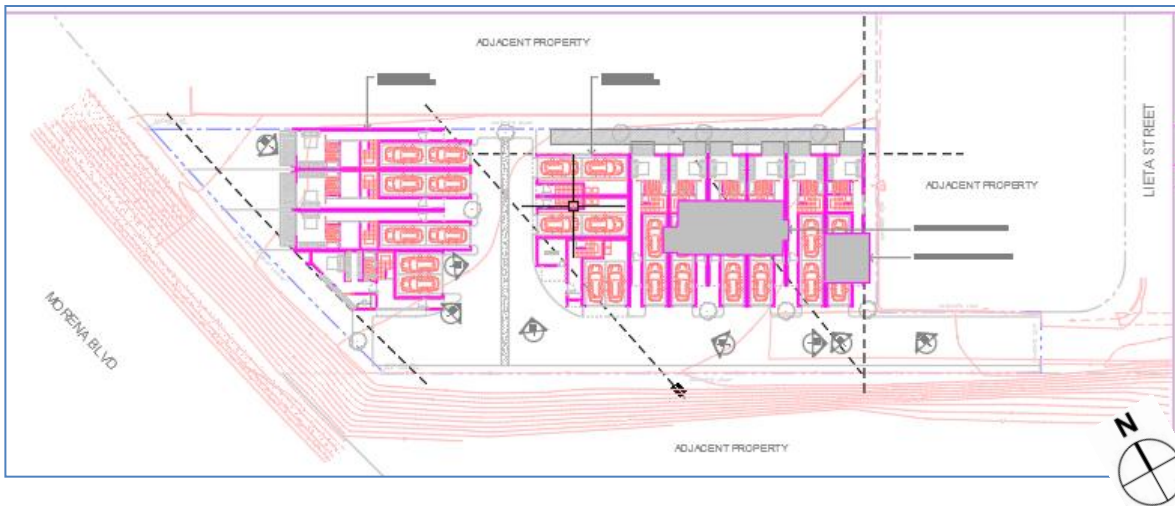 ADJACENT PROPERTY
ADJACENT PROPERTY
LIETA STREET
MORENA BLVD
ADJACENT PROPERTY
N